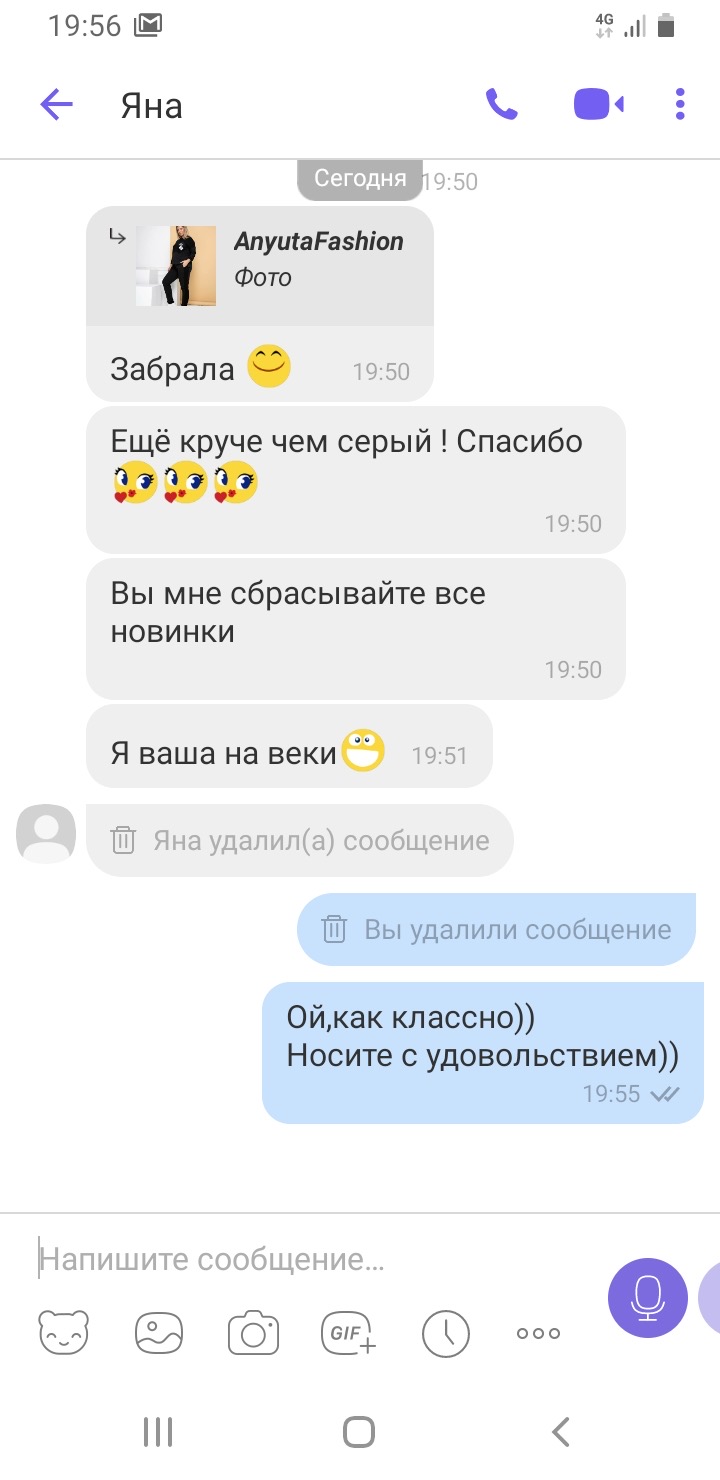 19:56
4G
Яна
Сегодня 19:50
AnyutaFashion
Фото
Забрала 19:50
Ещё круче чем серый ! Спасибо
19:50
Вы мне сбрасывайте все
новинки
19:50
Я ваша на веки 19:51
Яна удалил(а) сообщение
Вы удалили сообщение
Ой,как классно))
Носите с удовольствием))
19:55
Напишите сообщение...
GIF